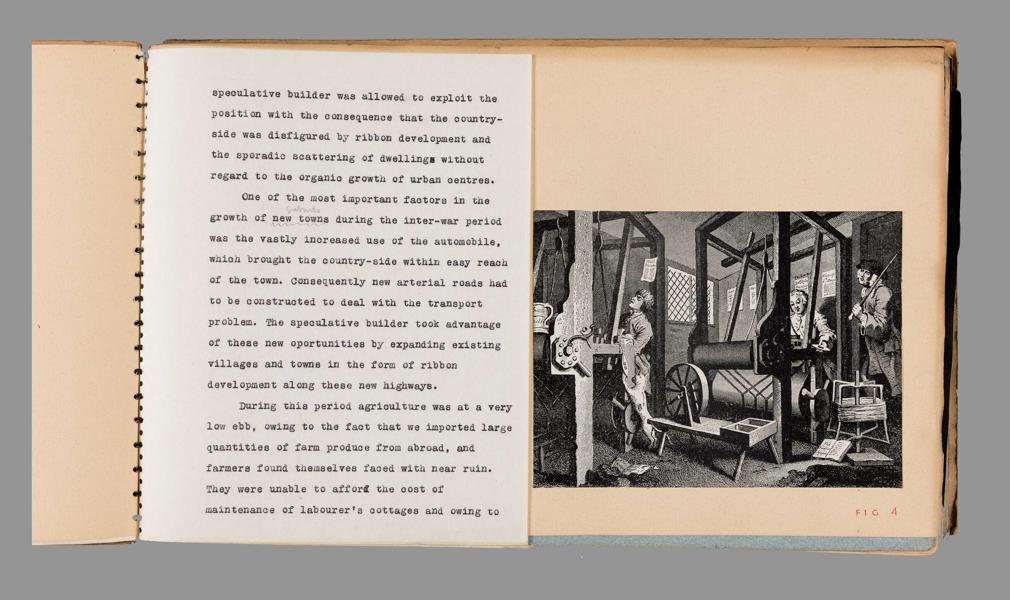 speculative builder was allowed to exploit the
position with the consequence that the country-
side was disfigured by ribbon development and
the sporadic scattering of dwellings without
regard to the organic growth of urban centres.
One of the most important factors in the
growth of new towns during the inter-war period
was the vastly increased use of the automobile,
which brought the country-side within easy reach
of the town. Consequently new arterial roads had
to be constructed to deal with the transport
problem. The speculative builder took advantage
of these new oportunities by expanding existing
villages and towns in the form of ribbon
development along these new highways.
During this period agriculture was at a very
low ebb, owing to the fact that we imported large
quantities of farm produce from abroad, and
farmers found themselves faced with near ruin.
They were unable to afford the cost of
maintenance of labourer's cottages and owing to
FIG 4